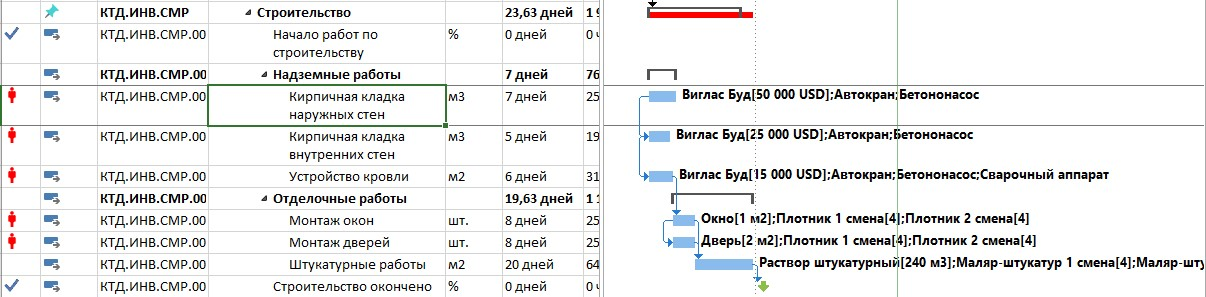 КТД.ИНВ.СМР Строительство 23,63 дней 1
КТД.ИНВ.СМР.00 Начало работ по строительству % 0 дней 0
КТД.ИНВ.СМР.00 Надземные работы 7 дней 76
КТД.ИНВ.СМР.00 Кирпичная кладка наружных стен м3 7 дней 25 Виглас Буд[50 000 USD];Автокран;Бетононасос
КТД.ИНВ.СМР.00 Кирпичная кладка внутренних стен м3 5 дней 19 Виглас Буд[25 000 USD];Автокран;Бетононасос
КТД.ИНВ.СМР.00 Устройство кровли м2 6 дней 31 Виглас Буд[15 000 USD];Автокран;Бетононасос;Сварочный аппарат
КТД.ИНВ.СМР.00 Отделочные работы 19,63 дней 1
КТД.ИНВ.СМР.00 Монтаж окон шт. 8 дней 25 Окно[1 м2];Плотник 1 смена[4];Плотник 2 смена[4]
КТД.ИНВ.СМР.00 Монтаж дверей шт. 8 дней 25 Дверь[2 м2];Плотник 1 смена[4];Плотник 2 смена[4]
КТД.ИНВ.СМР.00 Штукатурные работы м2 20 дней 64 Раствор штукатурный[240 м3];Маляр-штукатур 1 смена[4];Маляр-шту
КТД.ИНВ.СМР.00 Строительство окончено % 0 дней 0